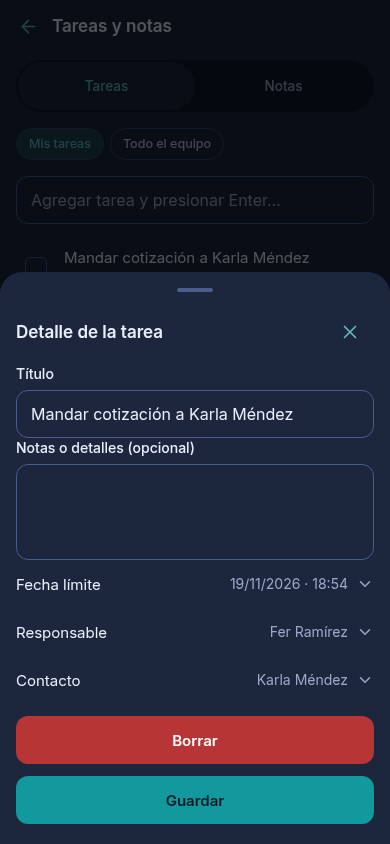 Tareas y notas
Tareas
Notas
Mis tareas
Todo el equipo
Agregar tarea y presionar Enter...
Mandar cotización a Karla Méndez
Detalle de la tarea
Título
Mandar cotización a Karla Méndez
Notas o detalles (opcional)
Fecha límite
19/11/2026 · 18:54
Responsable
Fer Ramírez
Contacto
Karla Méndez
Borrar
Guardar